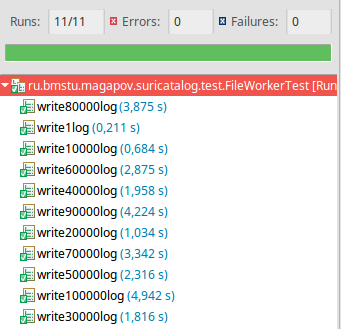 Runs: 11/11 Errors: 0 Failures: 0
ru.bmstu.magapov.suricatalog.test.FileWorkerTest [Run
write80000log (3,875 s)
write1log (0,211 s)
write10000log (0,684 s)
write60000log (2,875 s)
write40000log (1,958 s)
write90000log (4,224 s)
write20000log (1,034 s)
write70000log (3,342 s)
write50000log (2,316 s)
write100000log (4,942 s)
write30000log (1,816 s)